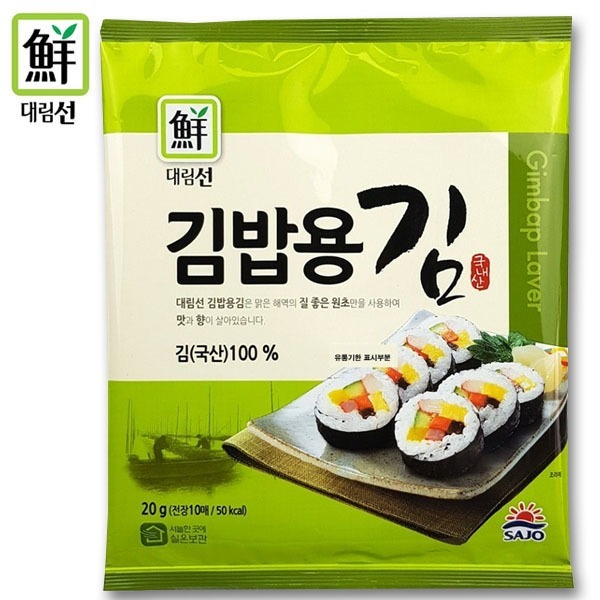 鮮
대림선
鮮
대림선
김밥용김
국내산
대림선 김밥용김은 맑은 해역의 질 좋은 원초만을 사용하여
맛과 향이 살아있습니다.
김(국산)100 %
Gimbap Laver
유통기한 표시부분
조리예
20 g (전장10매 / 50 kcal)
서늘한 곳에
실온보관
SAJO